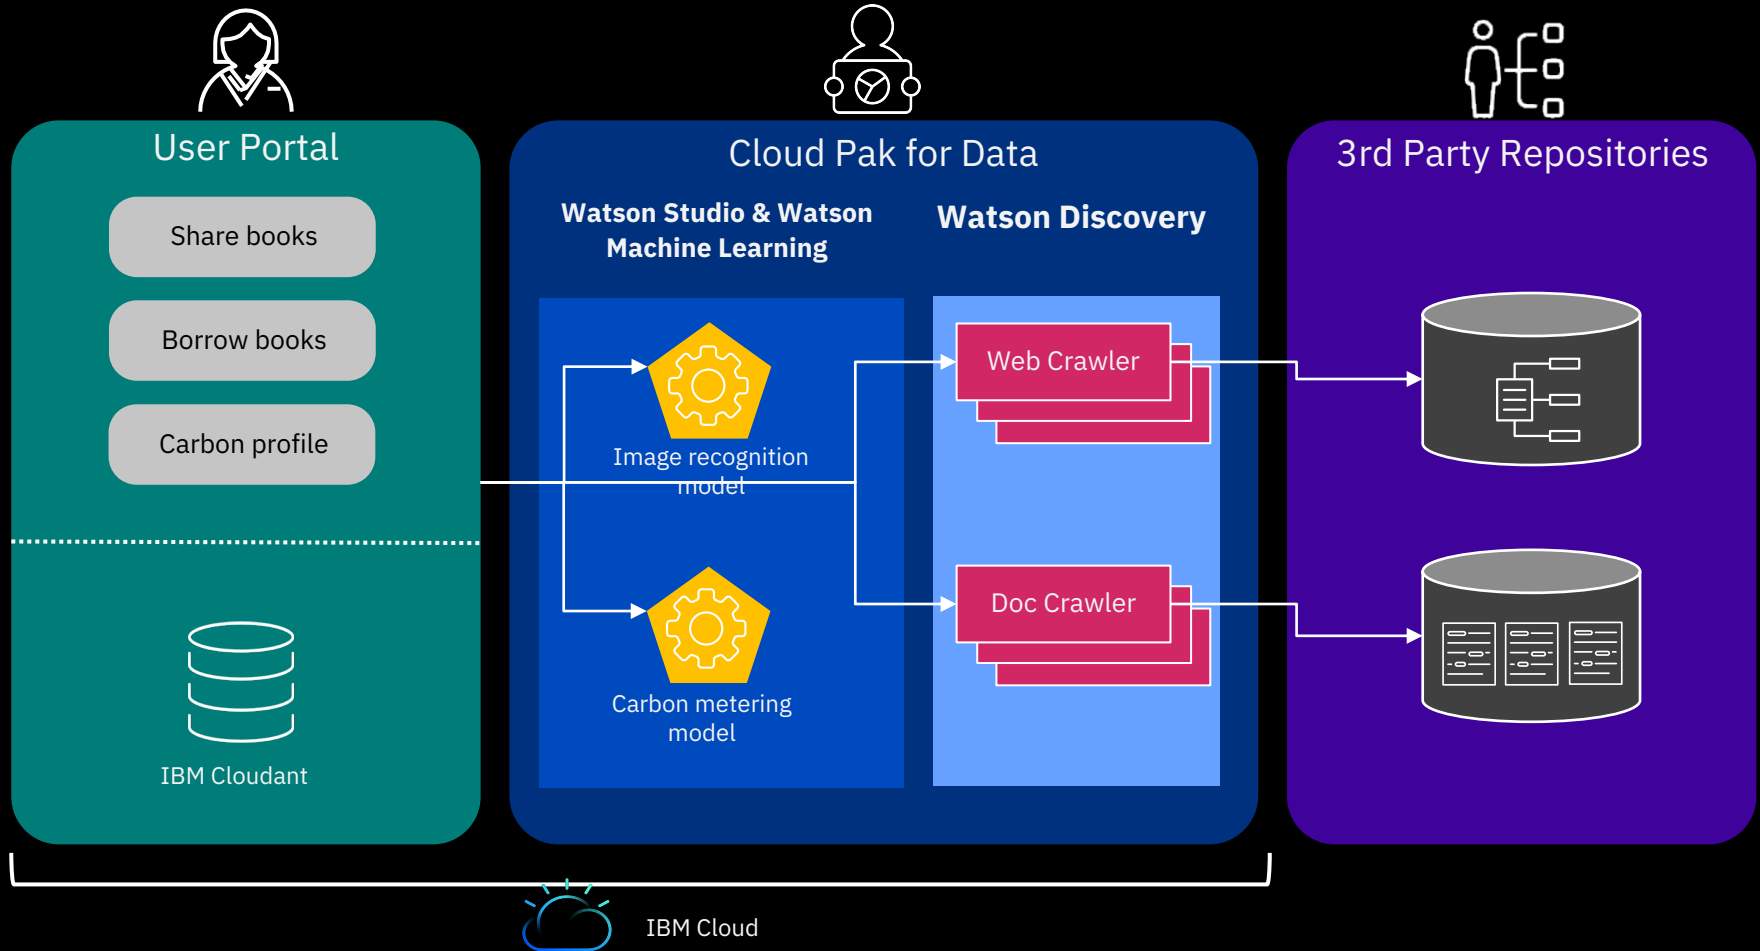 User Portal
Share books
Borrow books
Carbon profile
IBM Cloudant
Cloud Pak for Data
Watson Studio & Watson
Machine Learning
Image recognition
model
Carbon metering
model
Watson Discovery
Web Crawler
Doc Crawler
3rd Party Repositories
IBM Cloud